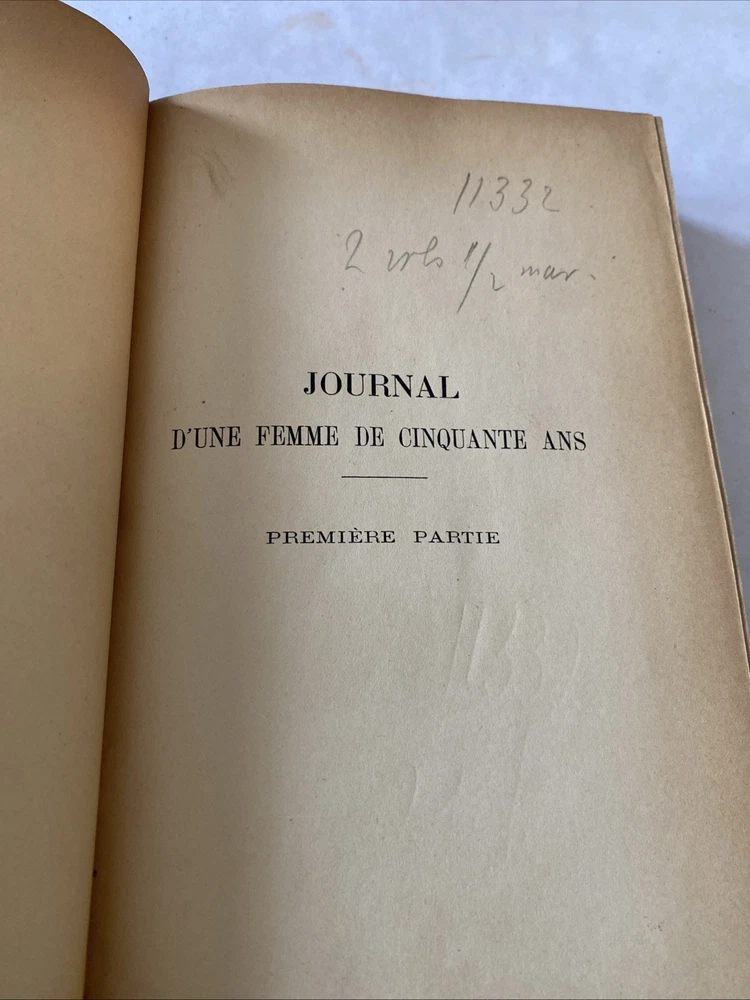 11332
2 vols 1/2 mar.
JOURNAL
D'UNE FEMME DE CINQUANTE ANS
PREMIÈRE PARTIE